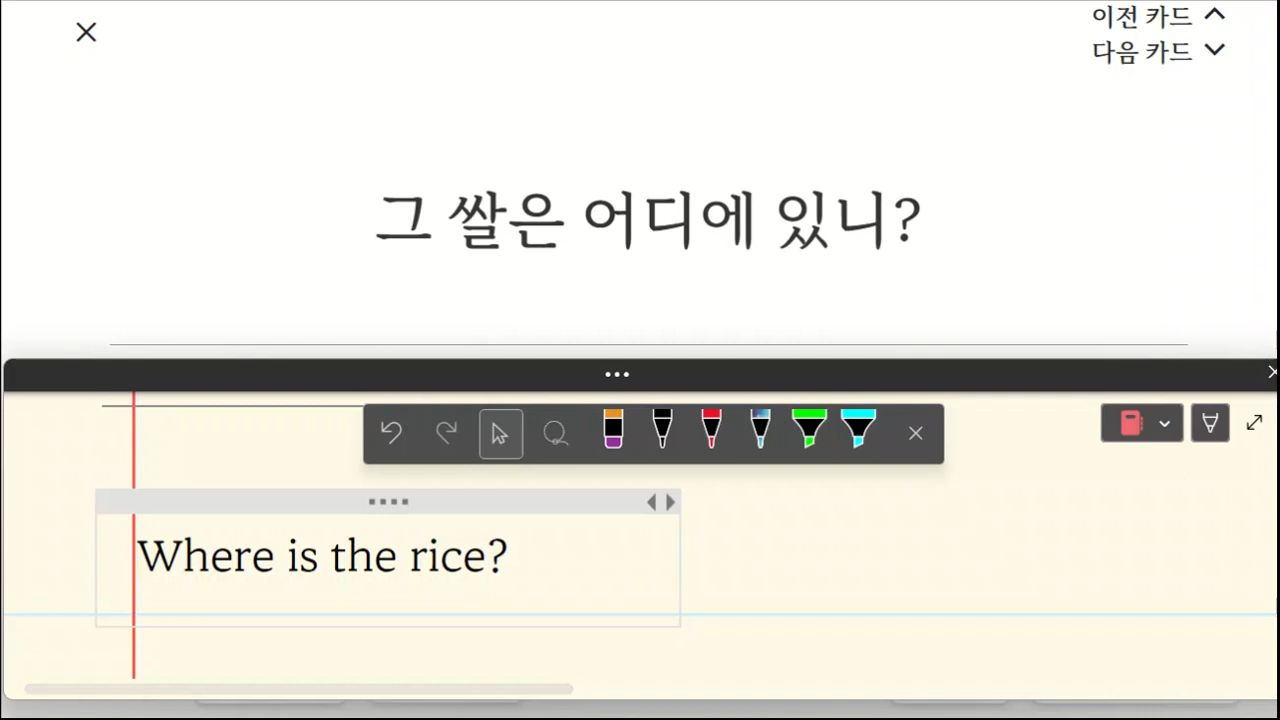 이전 카드
다음 카드
그 쌀은 어디에 있니?
Where is the rice?